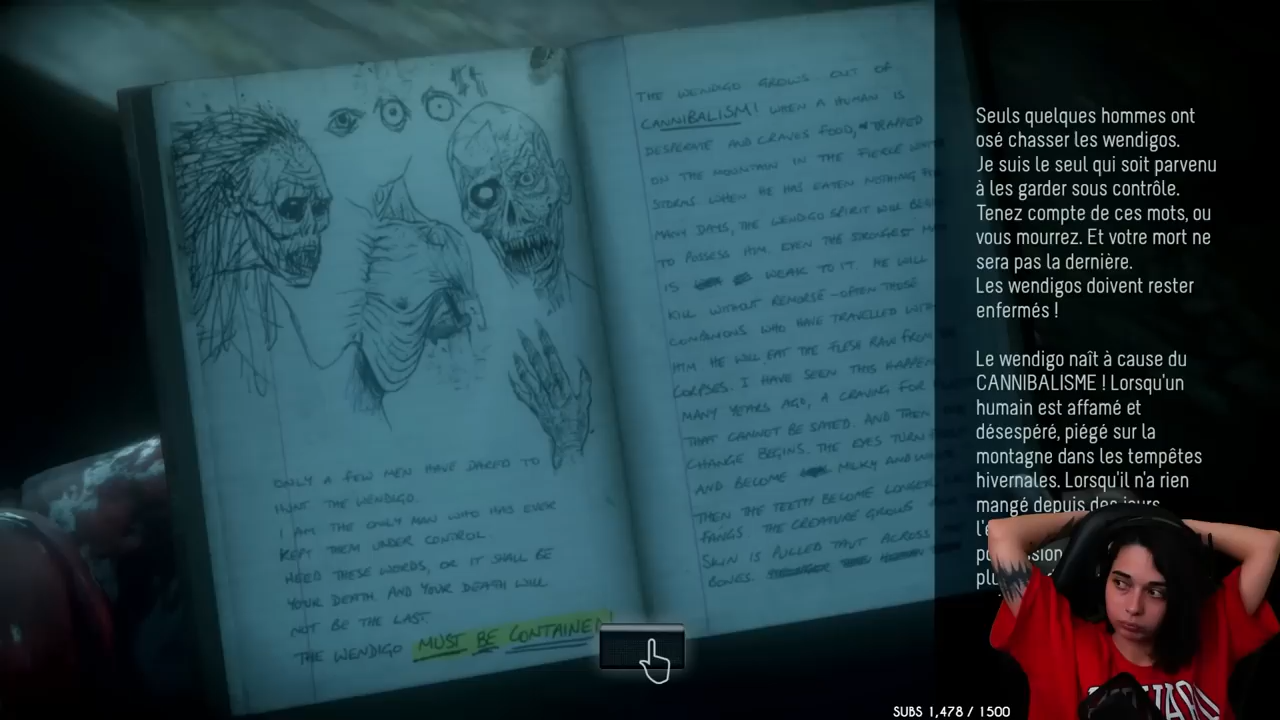 ONLY A FEW MEN HAVE DARED TO
HUNT THE WENDIGO.
I AM THE ONLY MAN WHO HAS EVER
KEPT THEM UNDER CONTROL.
HEED THESE WORDS, OR IT SHALL BE
YOUR DEATH. AND YOUR DEATH WILL
NOT BE THE LAST.
THE WENDIGO MUST BE CONTAINED
THE WENDIGO GROWS OUT OF
CANNIBALISM! WHEN A HUMAN IS
DESPERATE AND CRAVES FOOD, TRAPPED
ON THE MOUNTAIN IN THE FIERCE WINTER
STORMS. WHEN HE HAS EATEN NOTHING FOR
MANY DAYS, THE WENDIGO SPIRIT WILL BEGIN
TO POSSESS HIM. EVEN THE STRONGEST
IS WEAK TO IT. HE WILL
KILL WITHOUT REMORSE - OFTEN THOSE
COMPANIONS WHO HAVE TRAVELLED WITH
HIM HE WILL EAT THE FLESH RAW FROM
CORPSES. I HAVE SEEN THIS HAPPEN
MANY YEARS AGO, A CRAVING FOR
THAT CANNOT BE SATED. AND THEN
CHANGE BEGINS. THE EYES TURN
AND BECOME MILKY AND
THEN THE TEETH BECOME LONGER
FANGS. THE CREATURE GROWS
SKIN IS PULLED TAUT ACROSS
BONES.
Seuls quelques hommes ont
osé chasser les wendigos.
Je suis le seul qui soit parvenu
à les garder sous contrôle.
Tenez compte de ces mots, ou
vous mourrez. Et votre mort ne
sera pas la dernière.
Les wendigos doivent rester
enfermés !
Le wendigo naît à cause du
CANNIBALISME ! Lorsqu'un
humain est affamé et
désespéré, piégé sur la
montagne dans les tempêtes
hivernales. Lorsqu'il n'a rien
mangé depuis des jours
SUBS 1,478 / 1500